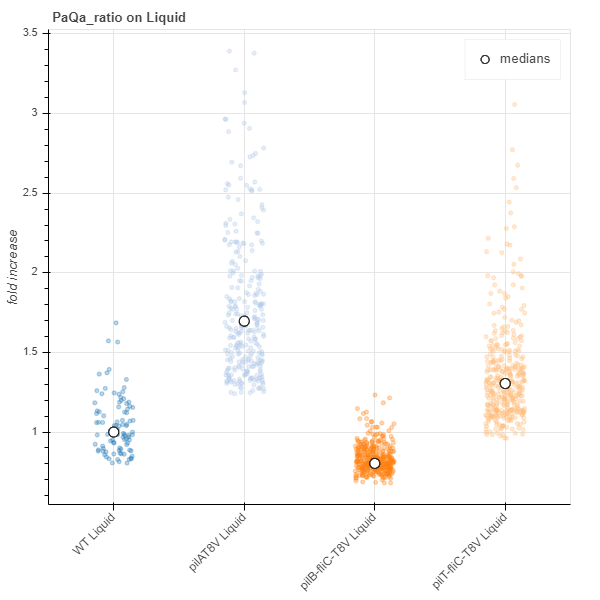 PaQa_ratio on Liquid
medians
fold increase
3.5
3
2.5
2
1.5
1
WT Liquid
pilAT8V Liquid
pilB-fliC-T8V Liquid
pilT-fliC-T8V Liquid